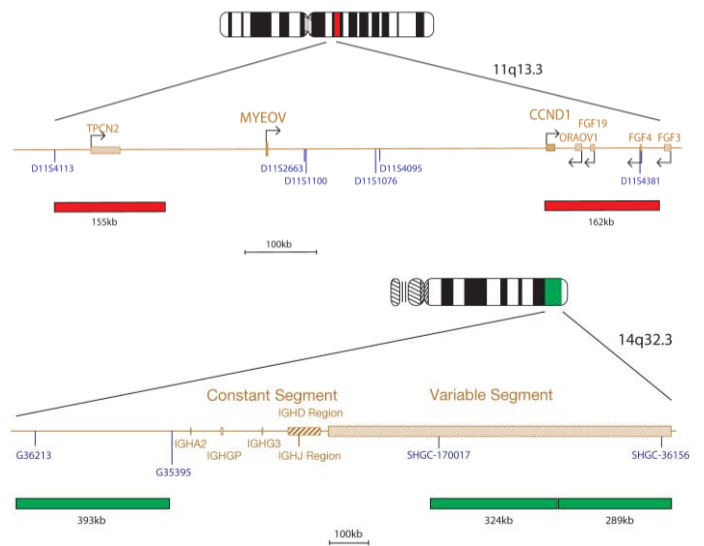 11q13.3
TPCN2
MYEOV
CCND1
FGF19
ORAOV1
FGF4
FGF3
D11S4113
D11S2663
D11S4095
D11S1100
D11S1076
D11S4381
155kb
162kb
100kb
14q32.3
Constant Segment
Variable Segment
IGHD Region
IGHA2
IGHG3
IGHGP
IGHJ Region
G36213
G35395
SHGC-170017
SHGC-36156
393kb
324kb
289kb
100kb